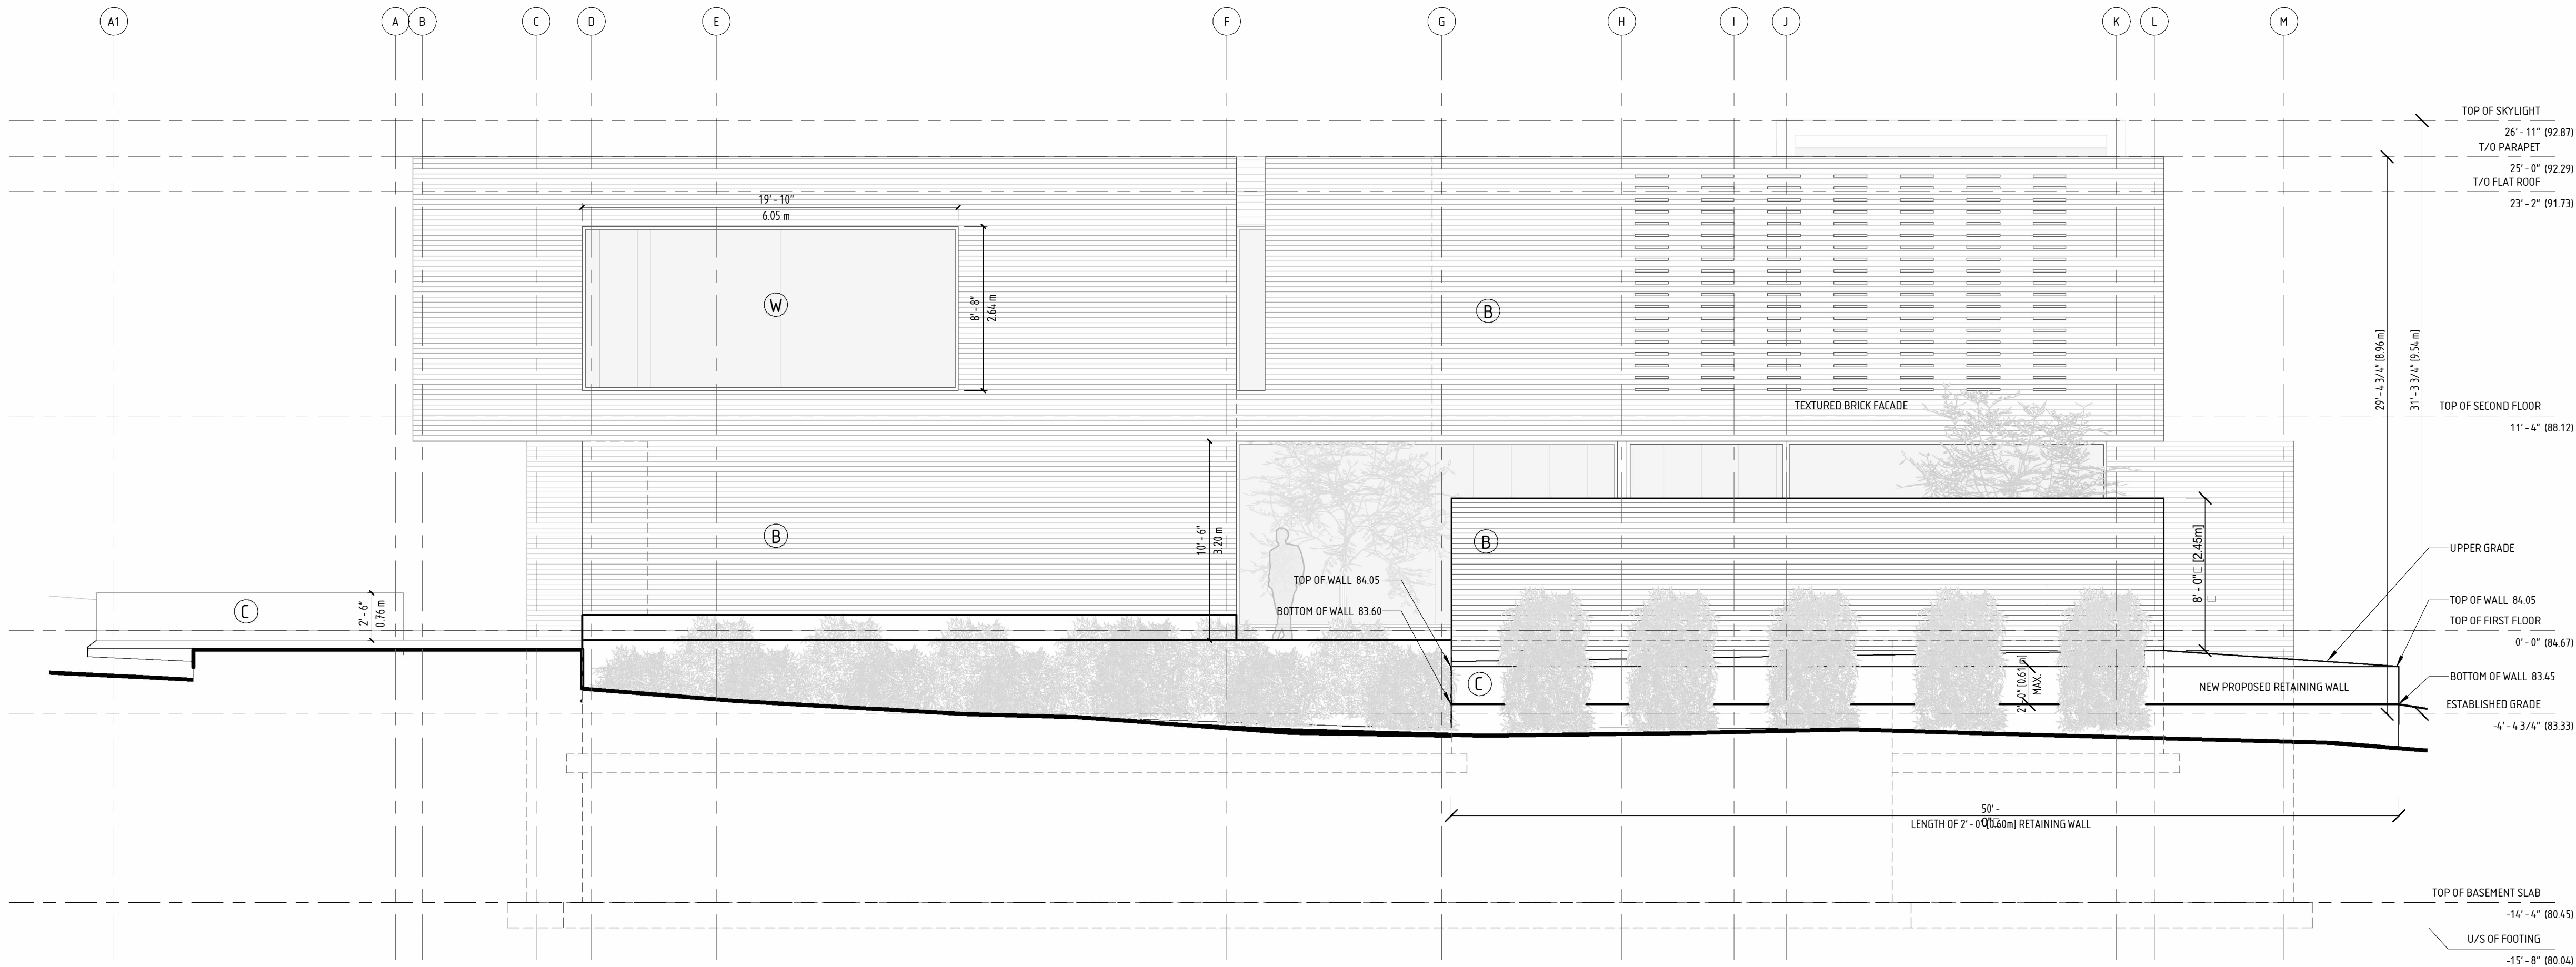 A1 A B C D E F G H I J K L M
TOP OF SKYLIGHT
26' - 11" (92.87)
T/O PARAPET
25' - 0" (92.29)
T/O FLAT ROOF
23' - 2" (91.73)
19' - 10"
6.05 m
W
8' - 8"
2.64 m
B
29' - 4 3/4" [8.96 m]
31' - 3 3/4" [9.54 m]
TEXTURED BRICK FACADE
TOP OF SECOND FLOOR
11' - 4" (88.12)
B
10' - 6"
3.20 m
B
8' - 0" [2.45m]
UPPER GRADE
TOP OF WALL 84.05
BOTTOM OF WALL 83.60
C
2' - 6"
0.76 m
TOP OF WALL 84.05
TOP OF FIRST FLOOR
0' - 0" (84.67)
C
2' - 0" [0.61 m]
MAX.
NEW PROPOSED RETAINING WALL
BOTTOM OF WALL 83.45
ESTABLISHED GRADE
-4' - 4 3/4" (83.33)
50' -
0"
LENGTH OF 2' - 0" [0.60m] RETAINING WALL
TOP OF BASEMENT SLAB
-14' - 4" (80.45)
U/S OF FOOTING
-15' - 8" (80.04)